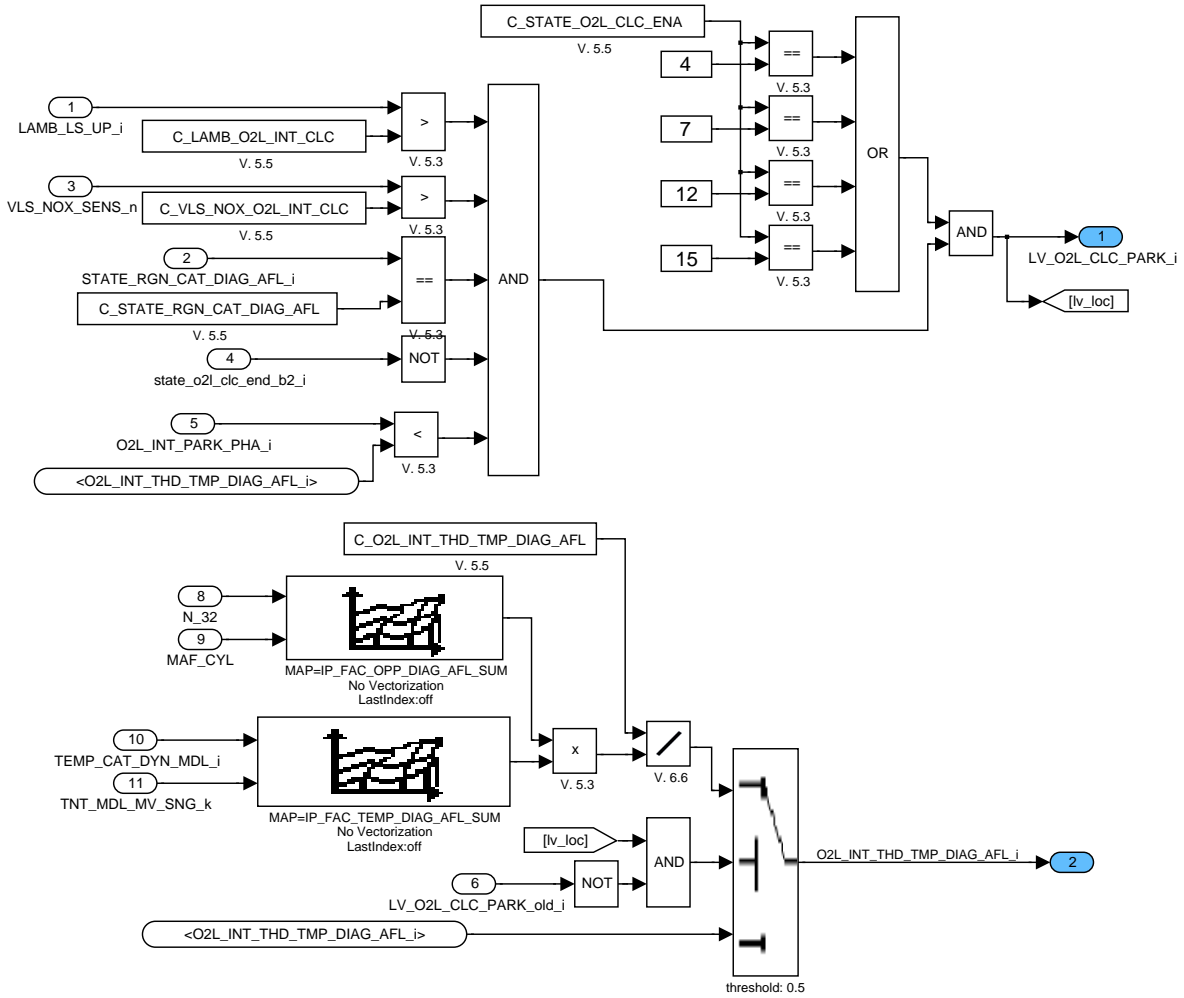 C_STATE_O2L_CLC_ENA
V. 5.5
4
==
V. 5.3
7
==
V. 5.3
12
==
V. 5.3
15
==
V. 5.3
OR
1
LAMB_LS_UP_i
C_LAMB_O2L_INT_CLC
V. 5.5
>
V. 5.3
3
VLS_NOX_SENS_n
C_VLS_NOX_O2L_INT_CLC
V. 5.5
>
V. 5.3
2
STATE_RGN_CAT_DIAG_AFL_i
C_STATE_RGN_CAT_DIAG_AFL
V. 5.5
==
V. 5.3
4
state_o2l_clc_end_b2_i
NOT
5
O2L_INT_PARK_PHA_i
<O2L_INT_THD_TMP_DIAG_AFL_i>
<
V. 5.3
AND
AND
1
LV_O2L_CLC_PARK_i
[lv_loc]
C_O2L_INT_THD_TMP_DIAG_AFL
V. 5.5
8
N_32
9
MAF_CYL
MAP=IP_FAC_OPP_DIAG_AFL_SUM
No Vectorization
LastIndex:off
10
TEMP_CAT_DYN_MDL_i
11
TNT_MDL_MV_SNG_k
MAP=IP_FAC_TEMP_DIAG_AFL_SUM
No Vectorization
LastIndex:off
x
V. 5.3
V. 6.6
[lv_loc]
6
LV_O2L_CLC_PARK_old_i
NOT
AND
<O2L_INT_THD_TMP_DIAG_AFL_i>
threshold: 0.5
O2L_INT_THD_TMP_DIAG_AFL_i
2